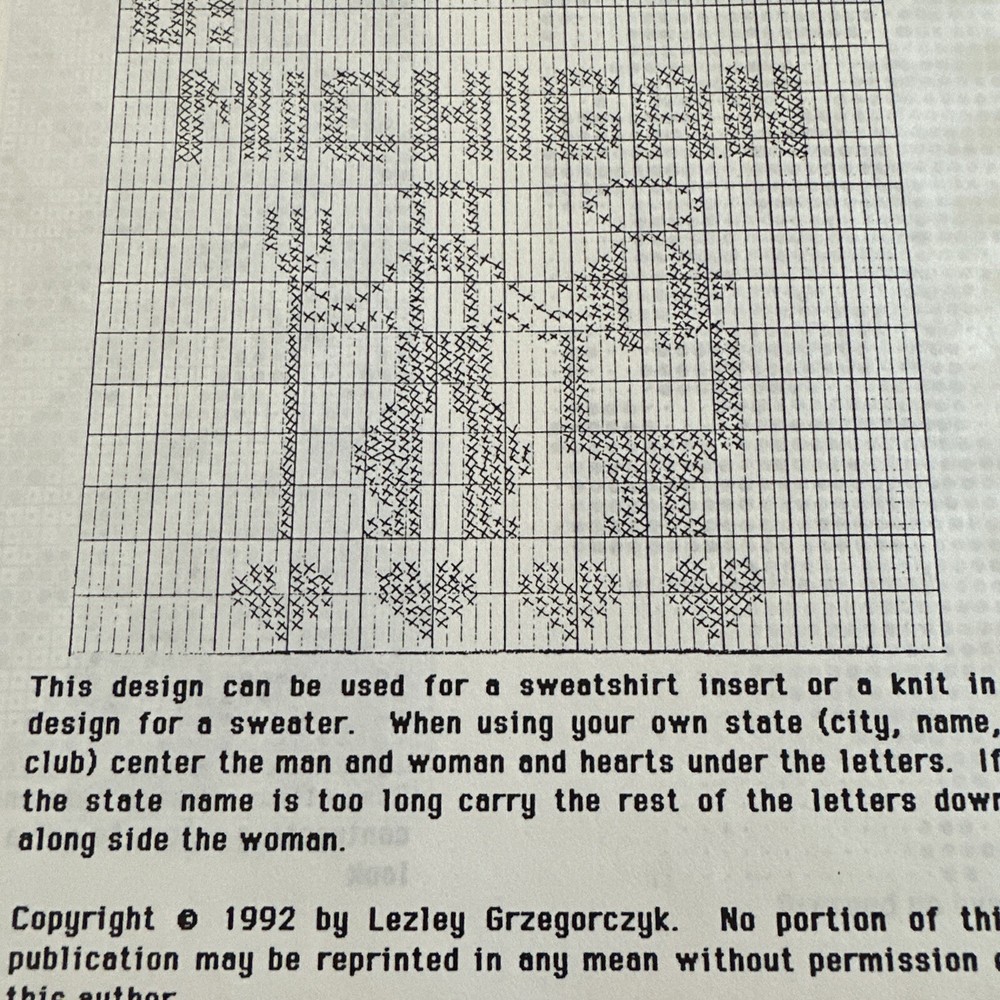 MICHIGAN
This design can be used for a sweatshirt insert or a knit in
design for a sweater. When using your own state (city, name,
club) center the man and woman and hearts under the letters. If
the state name is too long carry the rest of the letters down
along side the woman.
Copyright © 1992 by Lezley Grzegorczyk. No portion of thi
publication may be reprinted in any mean without permission
this author